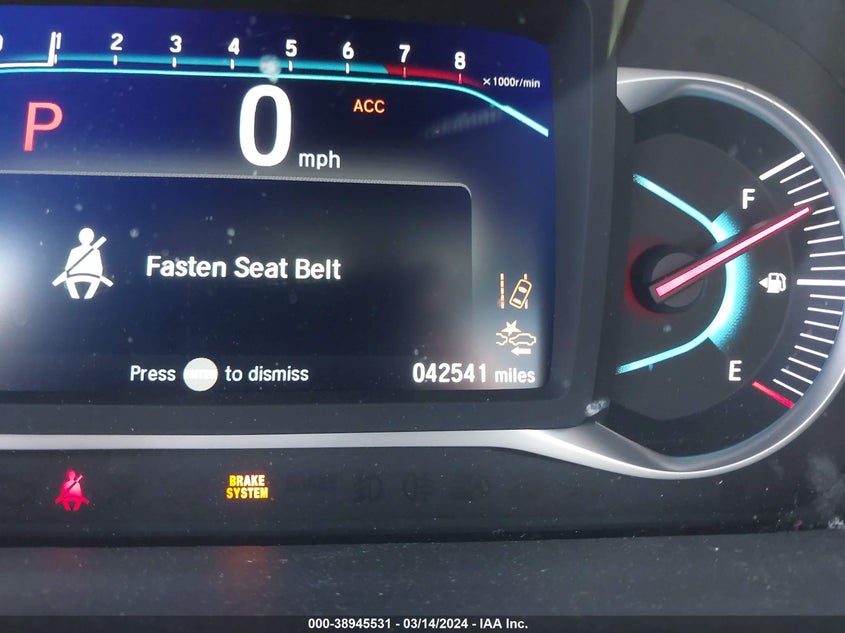 1 2 3 4 5 6 7 8
x1000r/min
P 0 mph ACC
F
Fasten Seat Belt
E
Press to dismiss
042541 miles
BRAKE
SYSTEM
000-38945531 - 03/14/2024 - IAA Inc.